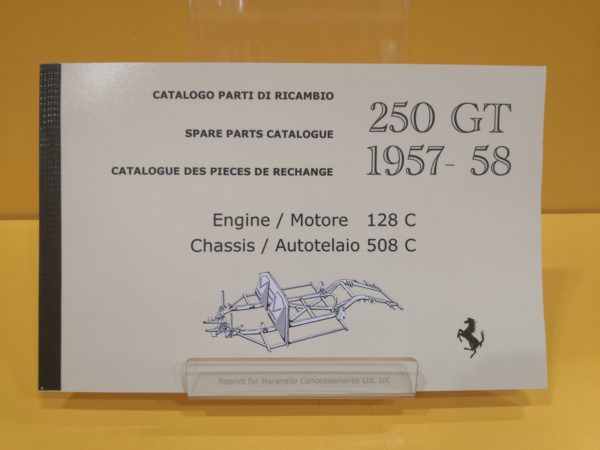 CATALOGO PARTI DI RICAMBIO
SPARE PARTS CATALOGUE
CATALOGUE DES PIECES DE RECHANGE
250 GT
1957- 58
Engine / Motore 128 C
Chassis / Autotelaio 508 C
Reprint for Maranello Concessionaires Ltd. UK